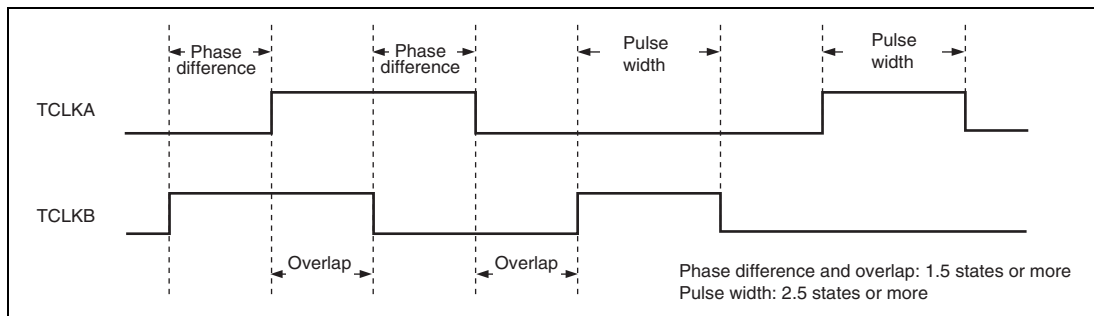 Phase
difference
Phase
difference
Pulse
width
Pulse
width
TCLKA
TCLKB
Overlap
Overlap
Phase difference and overlap: 1.5 states or more
Pulse width: 2.5 states or more